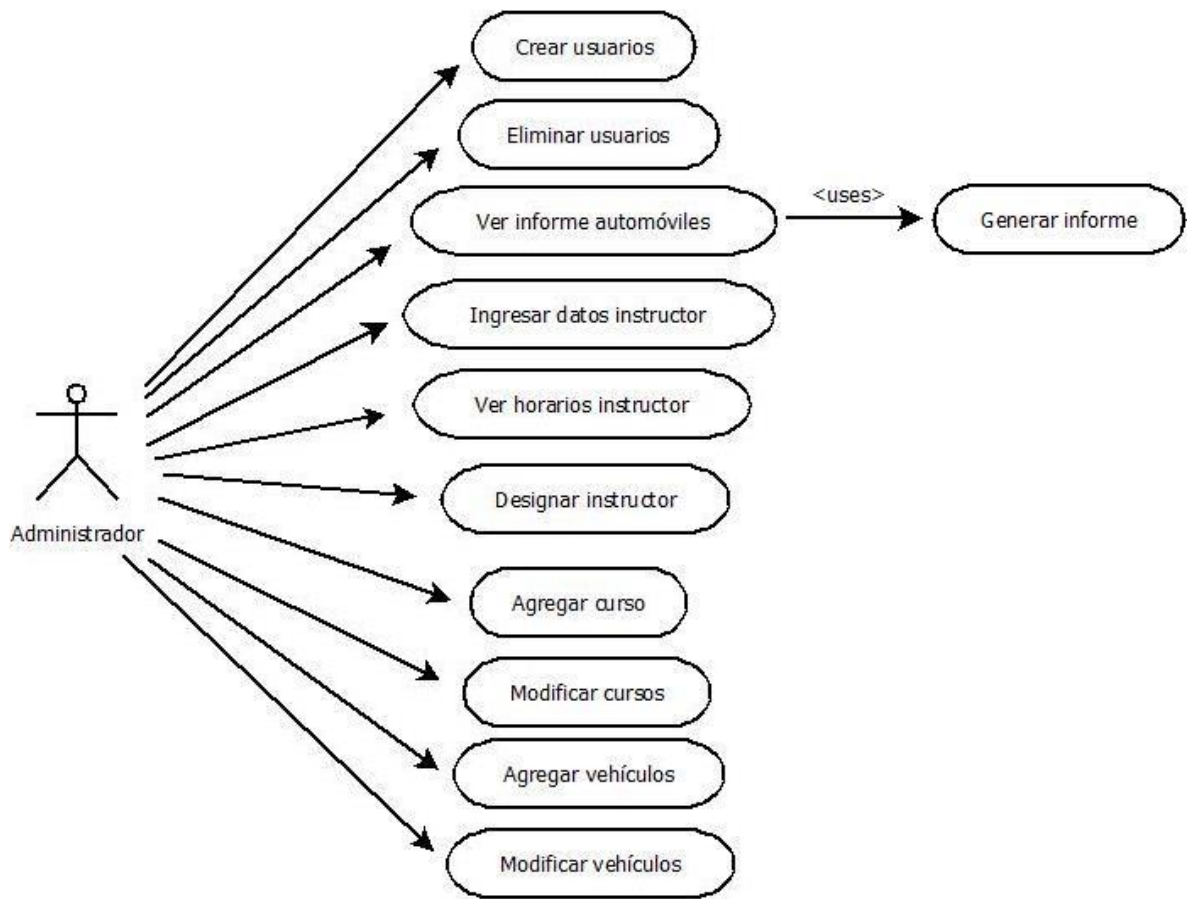 Crear usuarios
Eliminar usuarios
Ver informe automóviles
<uses>
Generar informe
Ingresar datos instructor
Ver horarios instructor
Designar instructor
Administrador
Agregar curso
Modificar cursos
Agregar vehículos
Modificar vehículos